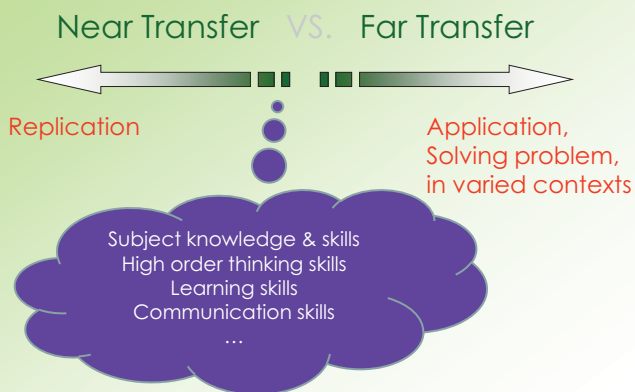 Near Transfer VS. Far Transfer
Replication
Application,
Solving problem,
in varied contexts
Subject knowledge & skills
High order thinking skills
Learning skills
Communication skills
...